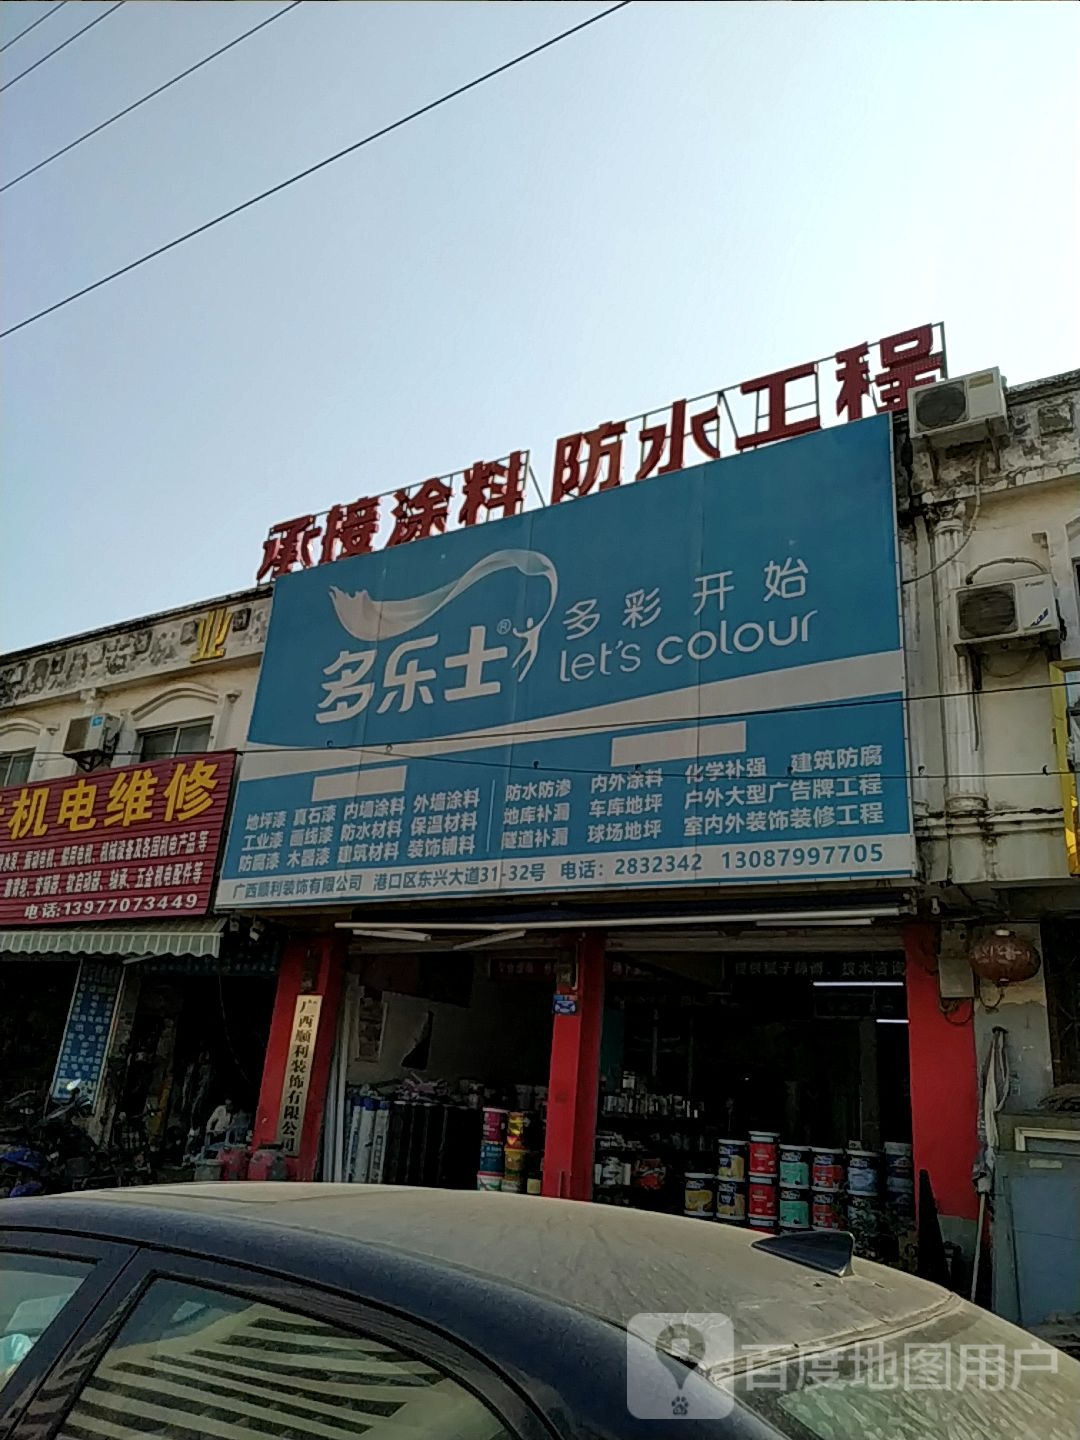 承接涂料 防水工程
业
多乐士®
多彩开始
let's colour
地坪漆 真石漆 内墙涂料 外墙涂料
工业漆 画线漆 防水材料 保温材料
防腐漆 木器漆 建筑材料 装饰铺料
防水防渗 内外涂料 化学补强 建筑防腐
地库补漏 车库地坪 户外大型广告牌工程
隧道补漏 球场地坪 室内外装饰装修工程
广西顺利装饰有限公司 港口区东兴大道31-32号 电话：2832342 13087997705
机电维修
电话:13977073449
广西顺利装饰有限公司
百度地图用户